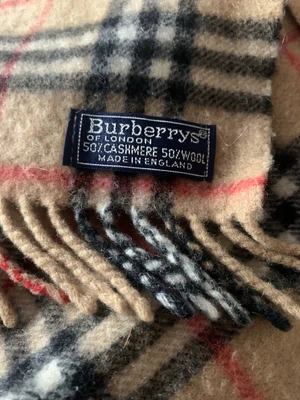 Burberrys®
OF LONDON
50%CASHMERE 50%WOOL
MADE IN ENGLAND